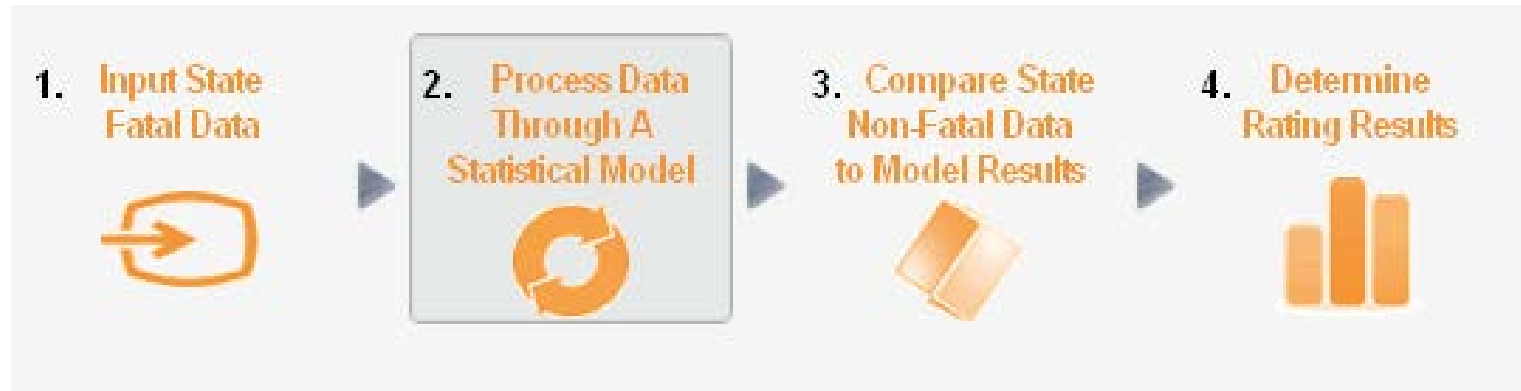 1. Input State
Fatal Data
2. Process Data
Through A
Statistical Model
3. Compare State
Non-Fatal Data
to Model Results
4. Determine
Rating Results